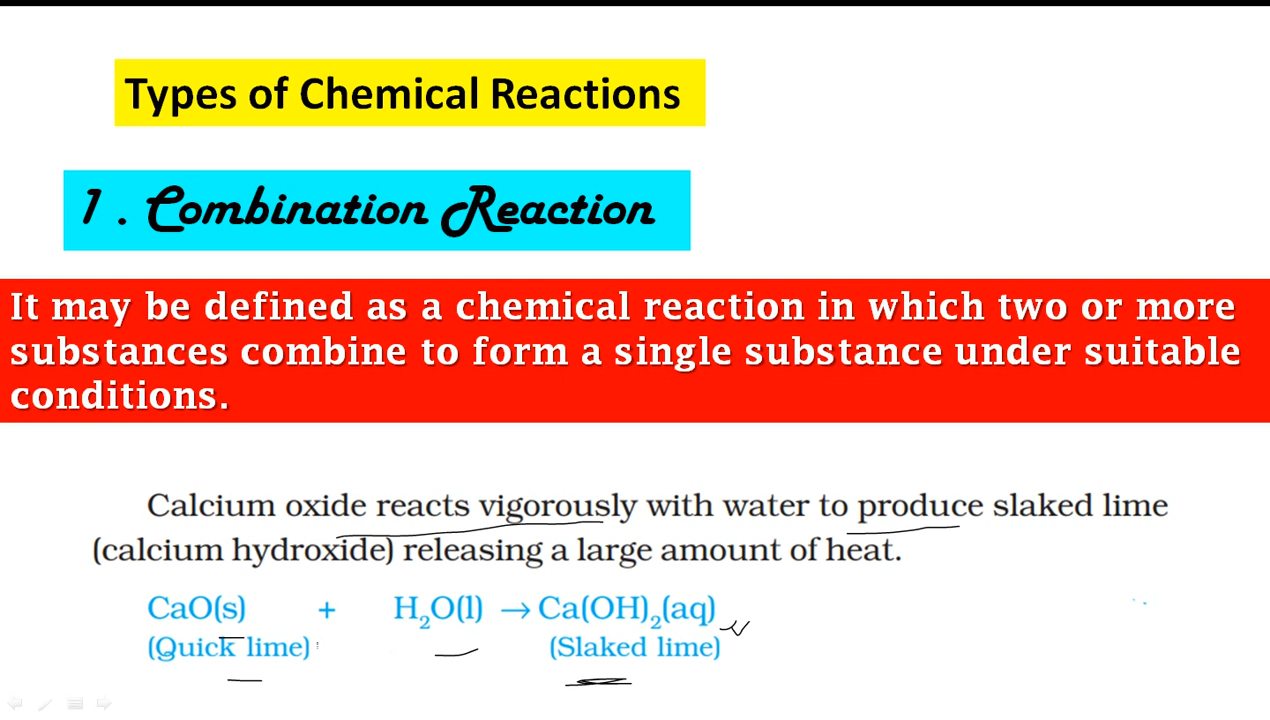 Types of Chemical Reactions
1 . Combination Reaction
It may be defined as a chemical reaction in which two or more
substances combine to form a single substance under suitable
conditions.
Calcium oxide reacts vigorously with water to produce slaked lime
(calcium hydroxide) releasing a large amount of heat.
CaO(s) + H₂O(l) → Ca(OH)₂(aq)
(Quick lime) (Slaked lime)